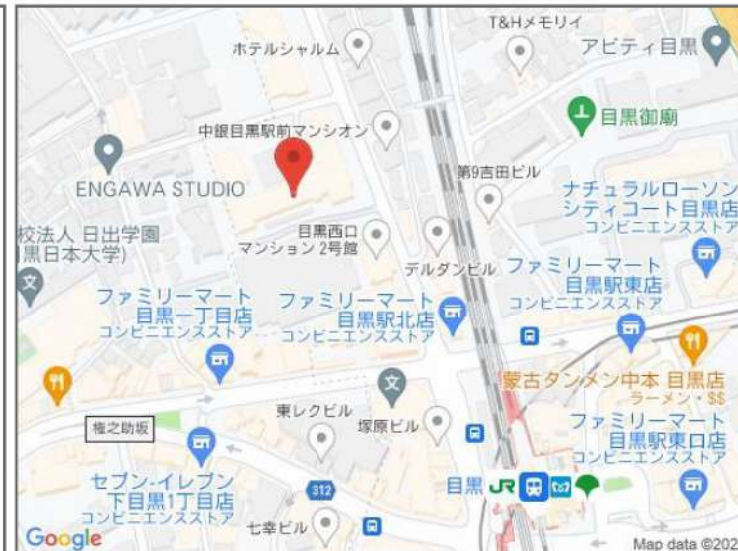 T&Hメモリイ
ホテルシャルム
アビティ目黒
目黒御廟
中銀目黒駅前マンシオン
ENGAWA STUDIO
第9吉田ビル
ナチュラルローソン
シティコート目黒店
コンビニエンスストア
目黒西口
マンション 2号館
校法人 日出学園
黒日本大学)
デルダンビル
ファミリーマート
目黒駅東店
コンビニエンスストア
ファミリーマート
目黒一丁目店
コンビニエンスストア
ファミリーマート
目黒駅北店
コンビニエンスストア
文
文
蒙古タンメン中本 目黒店
ラーメン・$$
権之助坂
東レクビル
塚原ビル
ファミリーマート
目黒駅東口店
コンビニエンスストア
セブン-イレブン
下目黒1丁目店
コンビニエンスストア
312
目黒 JR
七幸ビル
Google
Map data ©202